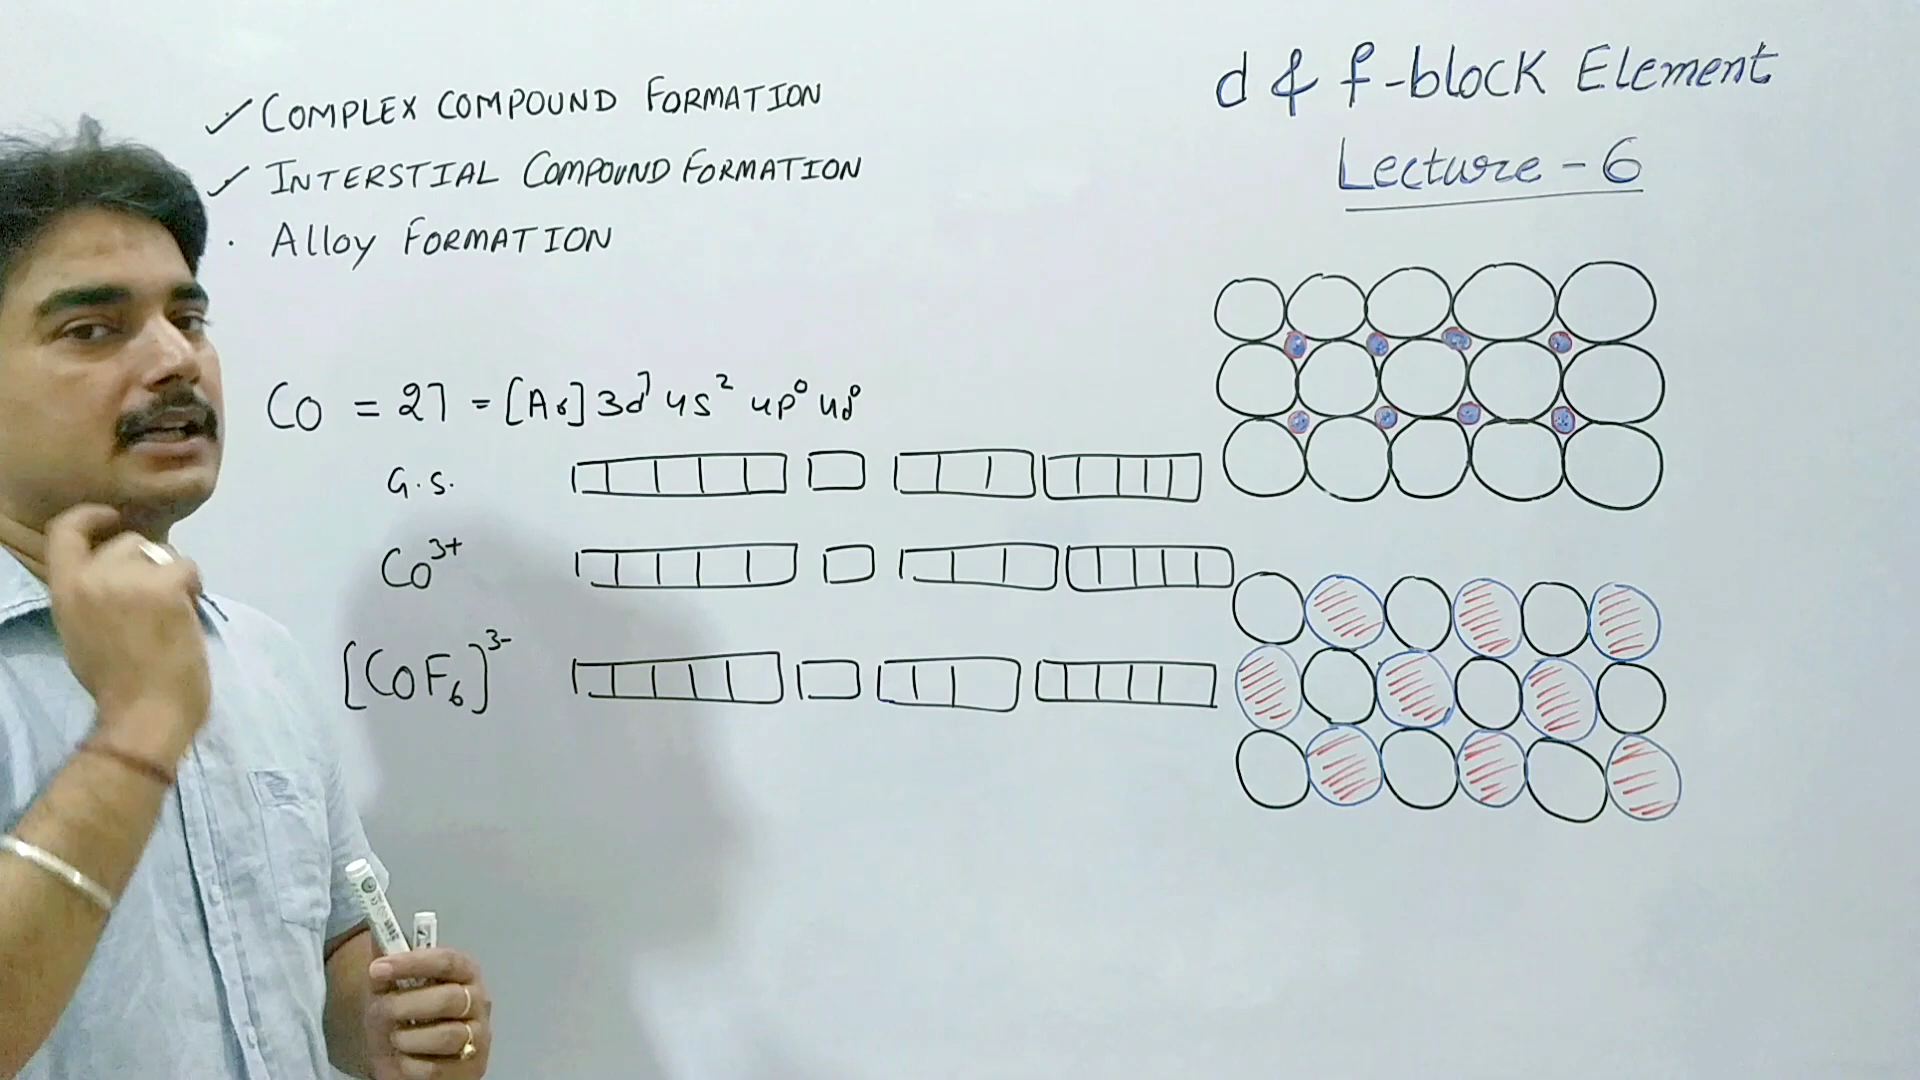 ✓ COMPLEX COMPOUND FORMATION
✓ INTERSTIAL COMPOUND FORMATION
· Alloy FORMATION
d & f-block Element
Lecture - 6
Co = 27 = [Ar] 3d⁷ 4s² 4p⁰ 4d⁰
G.S.
Co³⁺
[CoF₆]³⁻